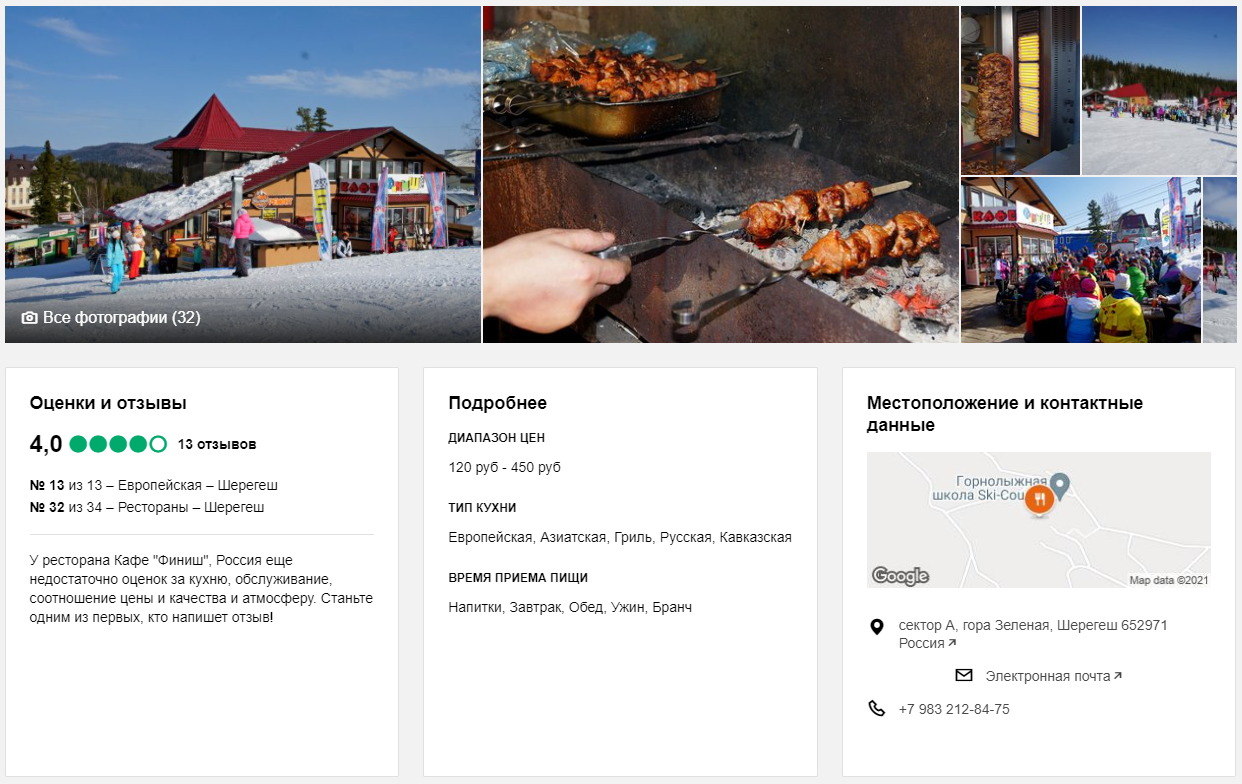 КАФЕ
ФИНИШ
КАФЕ
Все фотографии (32)
Оценки и отзывы
4,0 13 отзывов
№ 13 из 13 – Европейская – Шерегеш
№ 32 из 34 – Рестораны – Шерегеш
У ресторана Кафе "Финиш", Россия еще
недостаточно оценок за кухню, обслуживание,
соотношение цены и качества и атмосферу. Станьте
одним из первых, кто напишет отзыв!
Подробнее
ДИАПАЗОН ЦЕН
120 руб - 450 руб
ТИП КУХНИ
Европейская, Азиатская, Гриль, Русская, Кавказская
ВРЕМЯ ПРИЕМА ПИЩИ
Напитки, Завтрак, Обед, Ужин, Бранч
Местоположение и контактные
данные
Горнолыжная
школа Ski-Cou
Google
Map data ©2021
сектор А, гора Зеленая, Шерегеш 652971
Россия
Электронная почта
+7 983 212-84-75